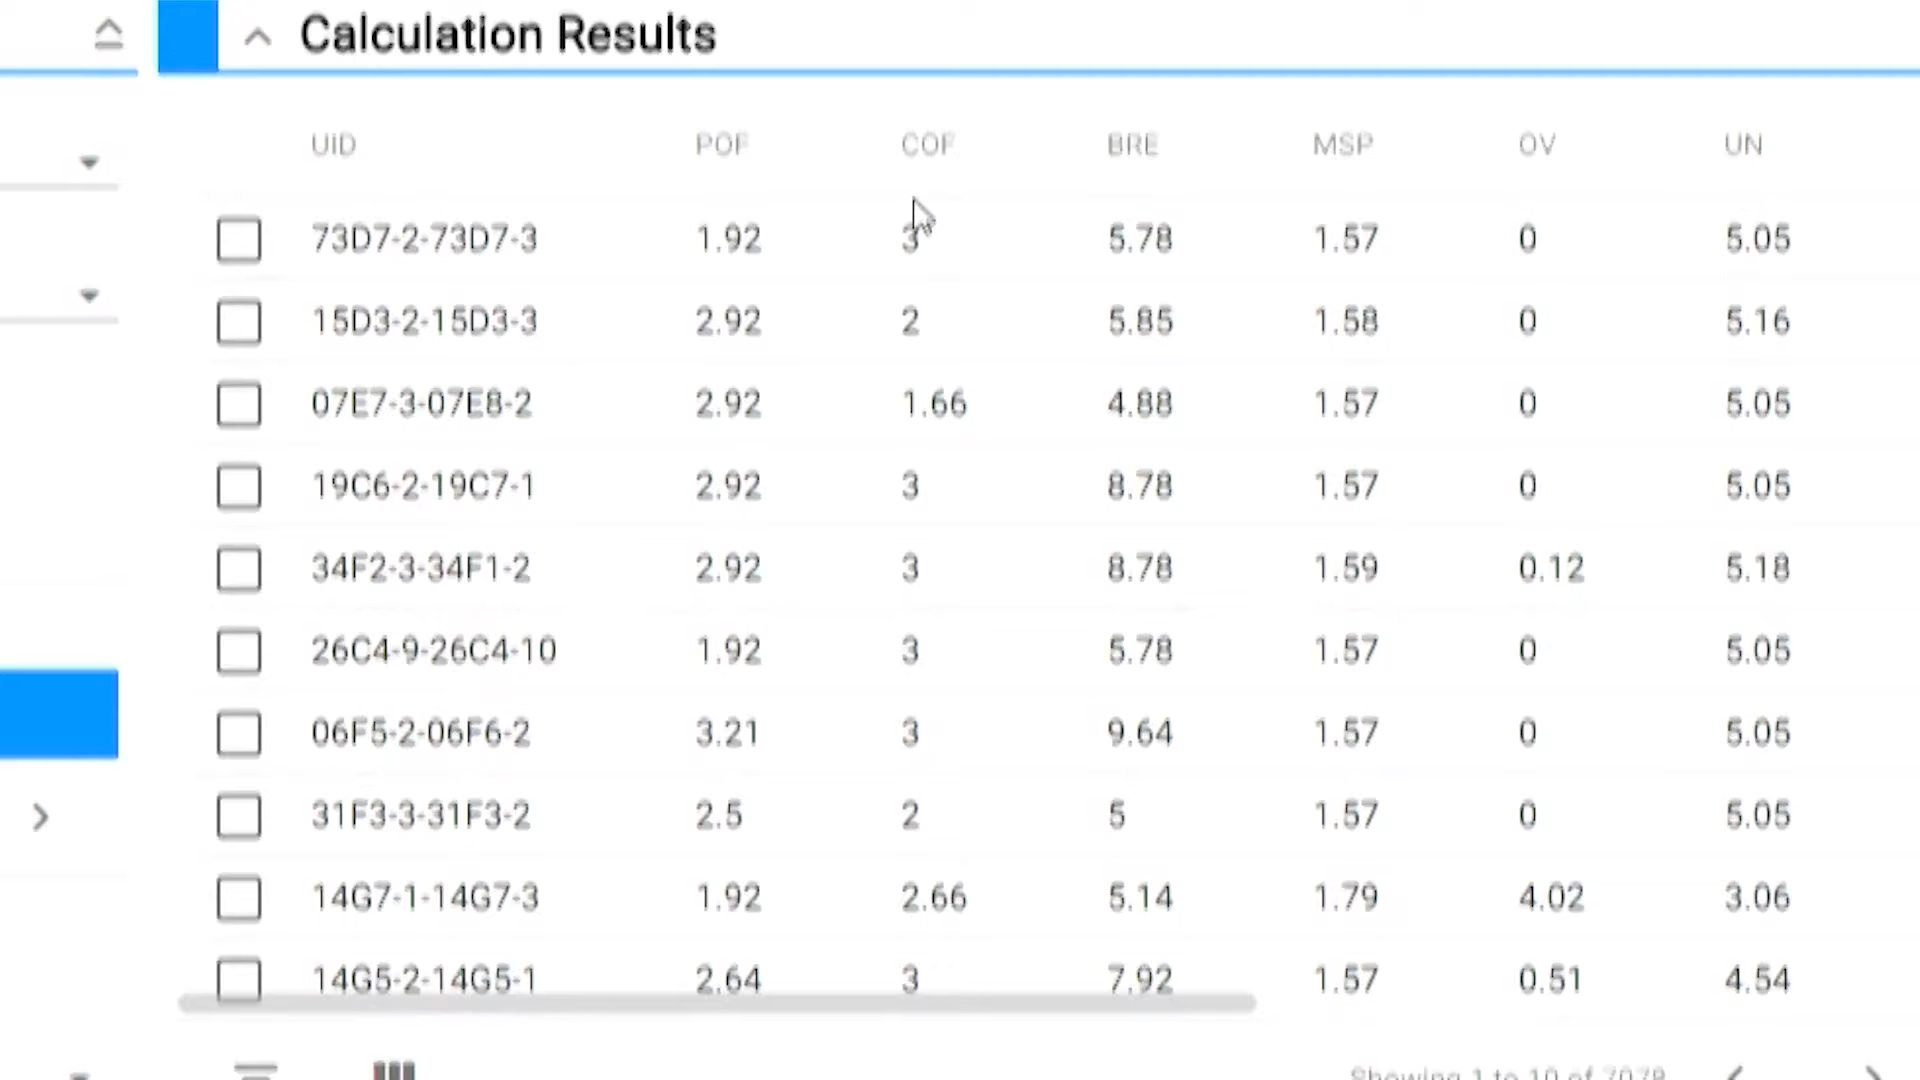 Calculation Results
UID POF COF BRE MSP OV UN
73D7-2-73D7-3 1.92 3 5.78 1.57 0 5.05
15D3-2-15D3-3 2.92 2 5.85 1.58 0 5.16
07E7-3-07E8-2 2.92 1.66 4.88 1.57 0 5.05
19C6-2-19C7-1 2.92 3 8.78 1.57 0 5.05
34F2-3-34F1-2 2.92 3 8.78 1.59 0.12 5.18
26C4-9-26C4-10 1.92 3 5.78 1.57 0 5.05
06F5-2-06F6-2 3.21 3 9.64 1.57 0 5.05
31F3-3-31F3-2 2.5 2 5 1.57 0 5.05
14G7-1-14G7-3 1.92 2.66 5.14 1.79 4.02 3.06
14G5-2-14G5-1 2.64 3 7.92 1.57 0.51 4.54
Showing 1 to 10 of 7078